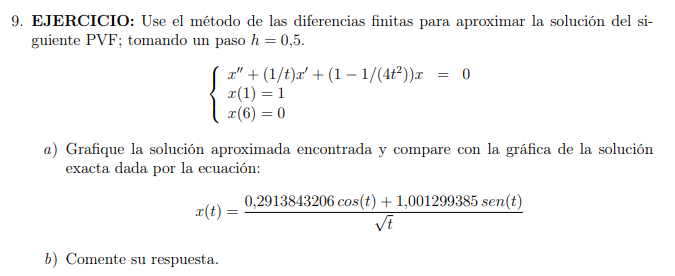 9. EJERCICIO: Use el método de las diferencias finitas para aproximar la solución del si-
guiente PVF; tomando un paso h = 0,5.
x″ + (1/t)x′ + (1 − 1/(4t²))x = 0
x(1) = 1
x(6) = 0
a) Grafique la solución aproximada encontrada y compare con la gráfica de la solución
exacta dada por la ecuación:
x(t) = (0,2913843206 cos(t) + 1,001299385 sen(t)) / √t
b) Comente su respuesta.